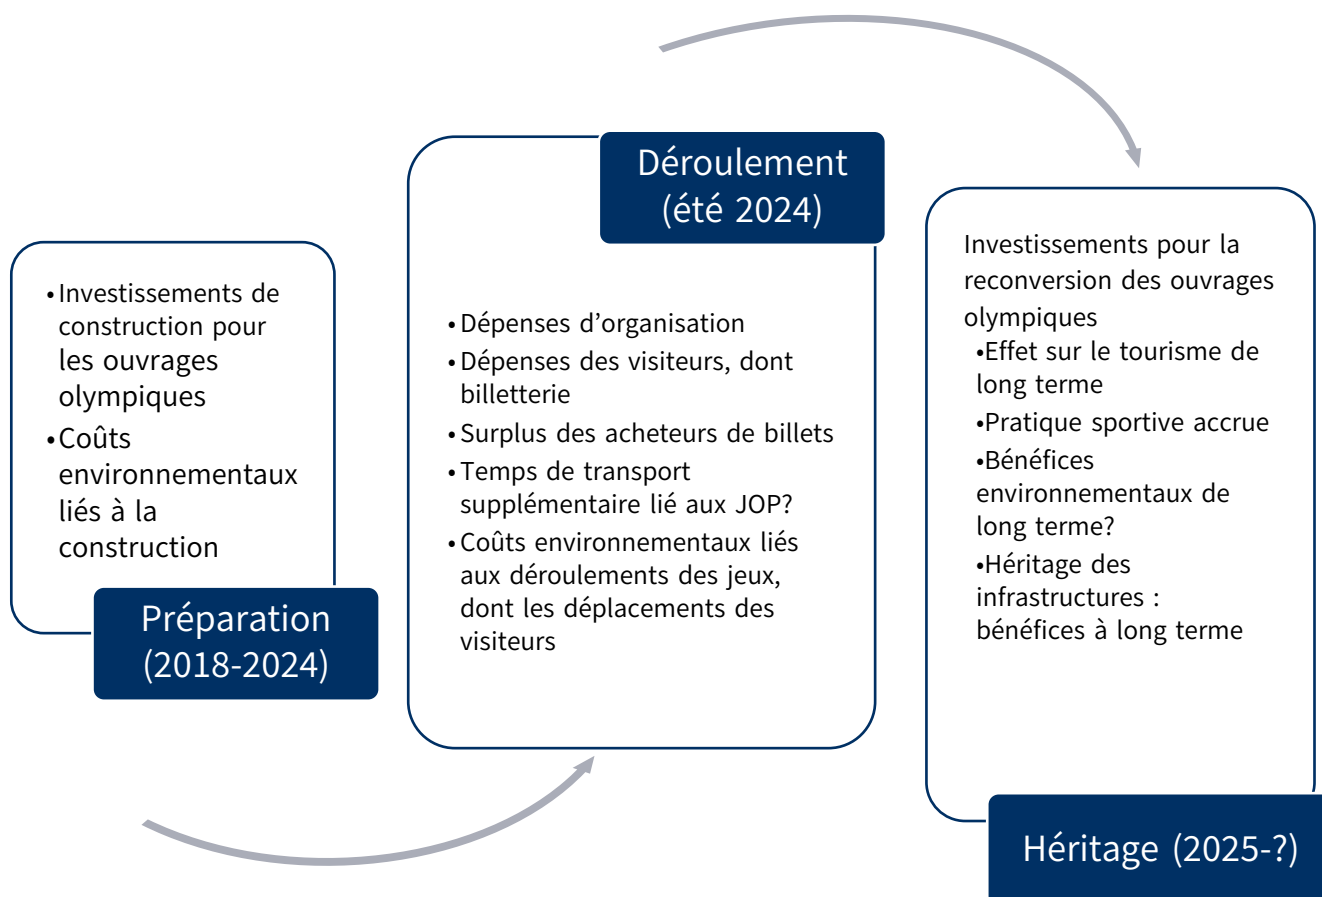 •Investissements de
construction pour
les ouvrages
olympiques
•Coûts
environnementaux
liés à la
construction
Préparation
(2018-2024)
Déroulement
(été 2024)
•Dépenses d’organisation
•Dépenses des visiteurs, dont
billetterie
•Surplus des acheteurs de billets
•Temps de transport
supplémentaire lié aux JOP?
•Coûts environnementaux liés
aux déroulements des jeux,
dont les déplacements des
visiteurs
Investissements pour la
reconversion des ouvrages
olympiques
•Effet sur le tourisme de
long terme
•Pratique sportive accrue
•Bénéfices
environnementaux de
long terme?
•Héritage des
infrastructures :
bénéfices à long terme
Héritage (2025-?)